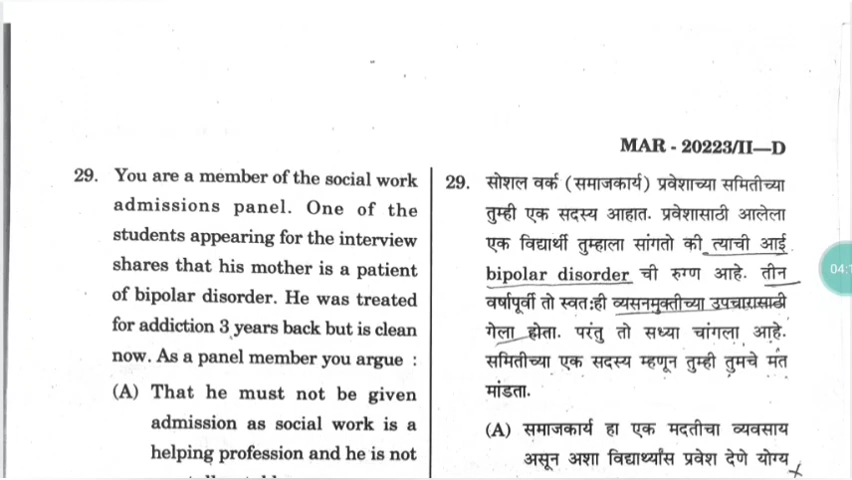 MAR - 20223/II—D
29. You are a member of the social work
admissions panel. One of the
students appearing for the interview
shares that his mother is a patient
of bipolar disorder. He was treated
for addiction 3 years back but is clean
now. As a panel member you argue :
(A) That he must not be given
admission as social work is a
helping profession and he is not
29. सोशल वर्क (समाजकार्य) प्रवेशाच्या समितीच्या
तुम्ही एक सदस्य आहात. प्रवेशासाठी आलेला
एक विद्यार्थी तुम्हाला सांगतो की त्याची आई
bipolar disorder ची रुग्ण आहे. तीन
वर्षापूर्वी तो स्वत:ही व्यसनमुक्तीच्या उपचारासाठी
गेला होता. परंतु तो सध्या चांगला आहे.
समितीच्या एक सदस्य म्हणून तुम्ही तुमचे मत
मांडता.
(A) समाजकार्य हा एक मदतीचा व्यवसाय
असून अशा विद्यार्थ्यांस प्रवेश देणे योग्य